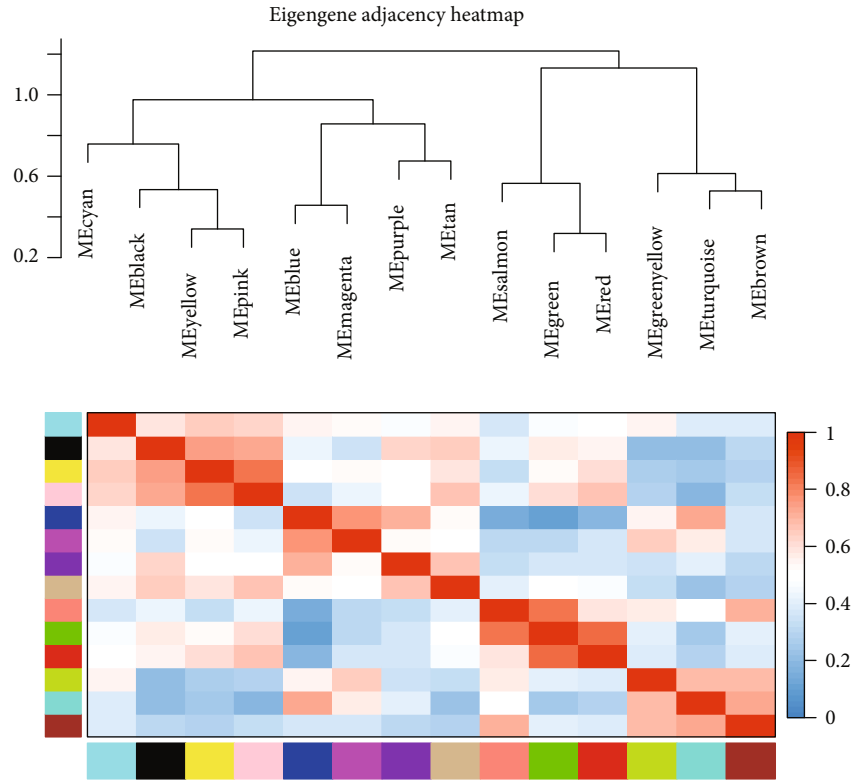 Eigengene adjacency heatmap
1.0
0.6
0.2
MEcyan
MEblack
MEyellow
MEpink
MEblue
MEmagenta
MEpurple
MEtan
MEsalmon
MEgreen
MEred
MEgreenyellow
MEturquoise
MEbrown
1
0.8
0.6
0.4
0.2
0